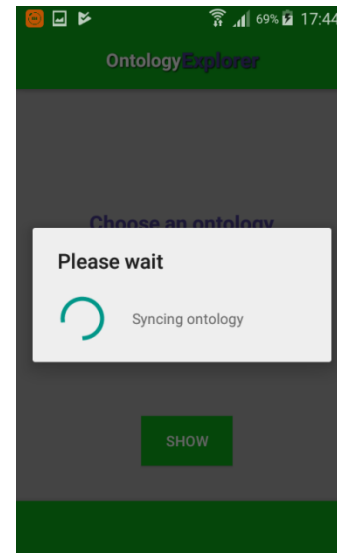 69% 17:44
OntologyExplorer
Choose an ontology
Please wait
Syncing ontology
SHOW